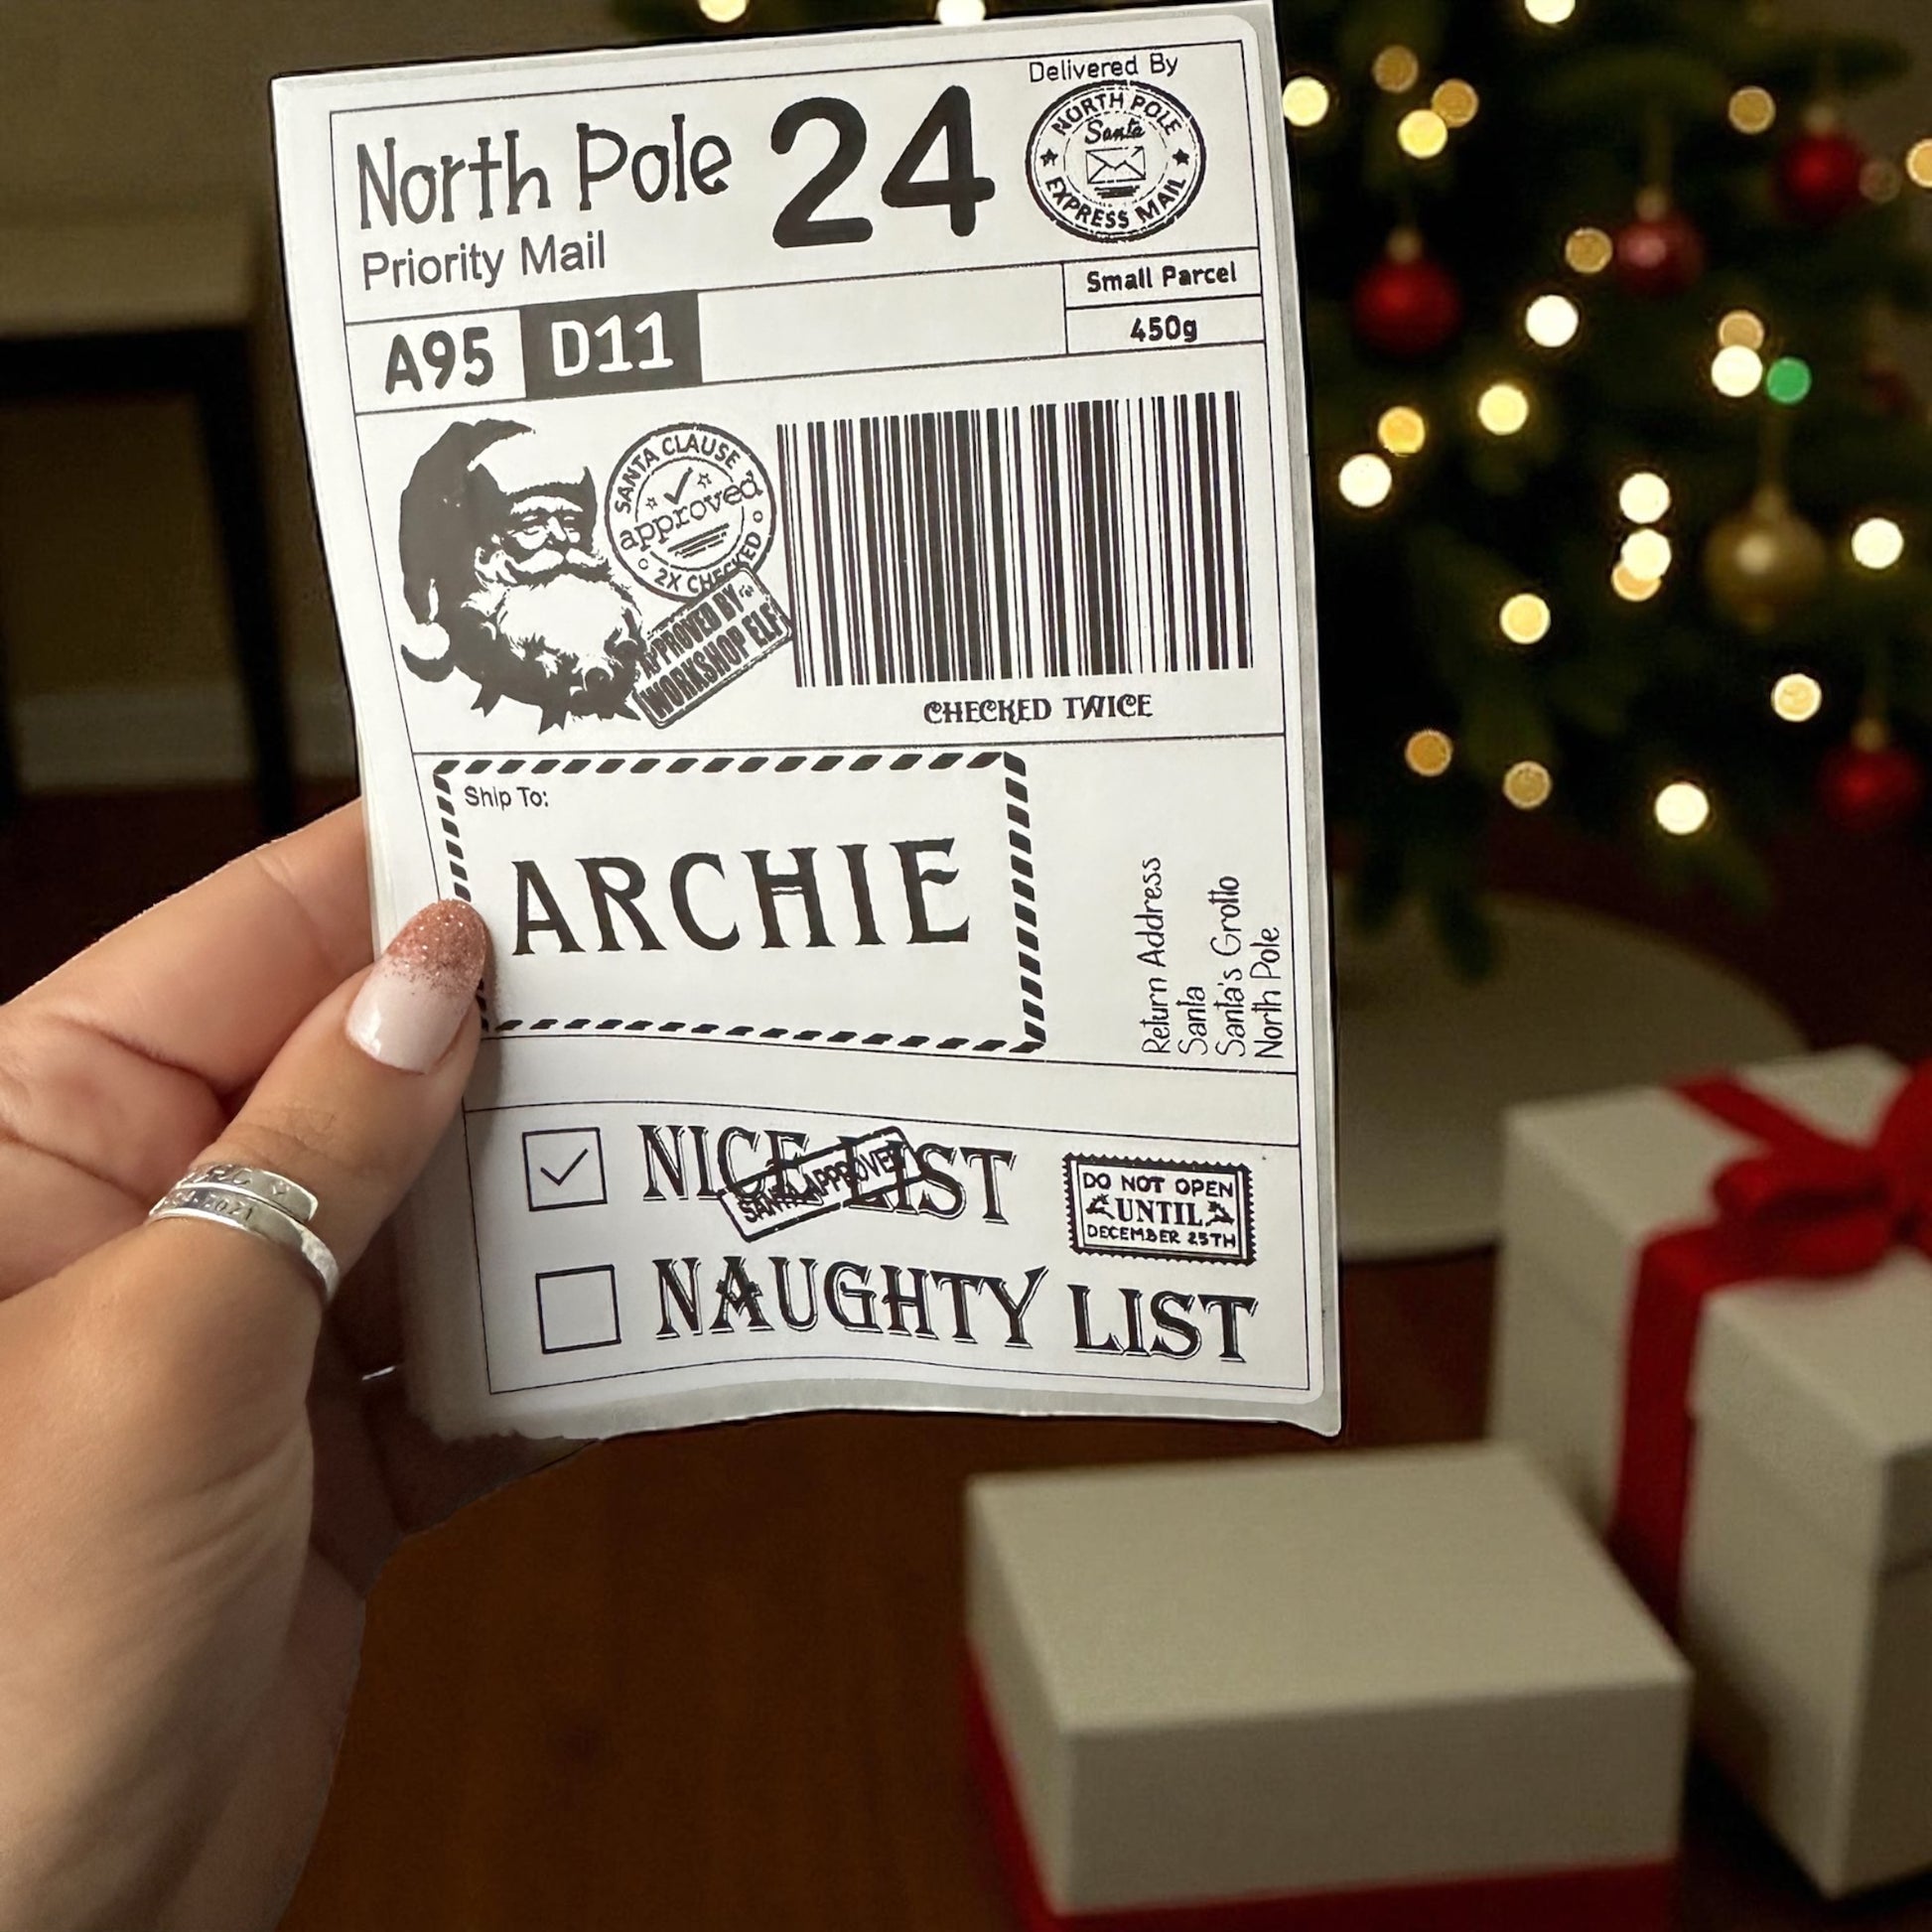 Delivered By
North Pole 24
Priority Mail
NORTH POLE
Santa
EXPRESS MAIL
Small Parcel
450g
A95 D11
SANTA CLAUSE
approved
2X CHECKED
APPROVED BY
WORKSHOP ELF
CHECKED TWICE
Ship To:
ARCHIE
Return Address
Santa
Santa's Grotto
North Pole
NICE LIST
SANTA APPROVED
DO NOT OPEN
UNTIL
DECEMBER 25TH
NAUGHTY LIST